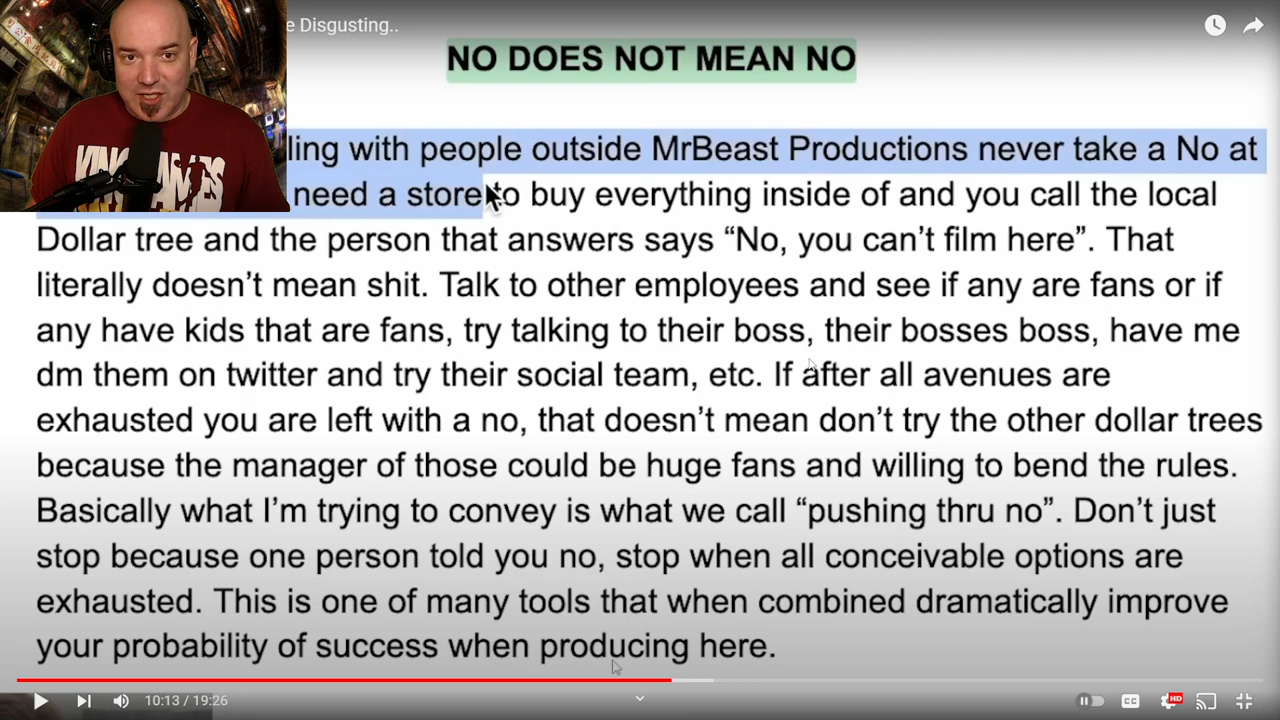 e Disgusting..
NO DOES NOT MEAN NO
ling with people outside MrBeast Productions never take a No at
need a store to buy everything inside of and you call the local
Dollar tree and the person that answers says “No, you can’t film here”. That
literally doesn’t mean shit. Talk to other employees and see if any are fans or if
any have kids that are fans, try talking to their boss, their bosses boss, have me
dm them on twitter and try their social team, etc. If after all avenues are
exhausted you are left with a no, that doesn’t mean don’t try the other dollar trees
because the manager of those could be huge fans and willing to bend the rules.
Basically what I’m trying to convey is what we call “pushing thru no”. Don’t just
stop because one person told you no, stop when all conceivable options are
exhausted. This is one of many tools that when combined dramatically improve
your probability of success when producing here.
10:13 / 19:26
CC
HD